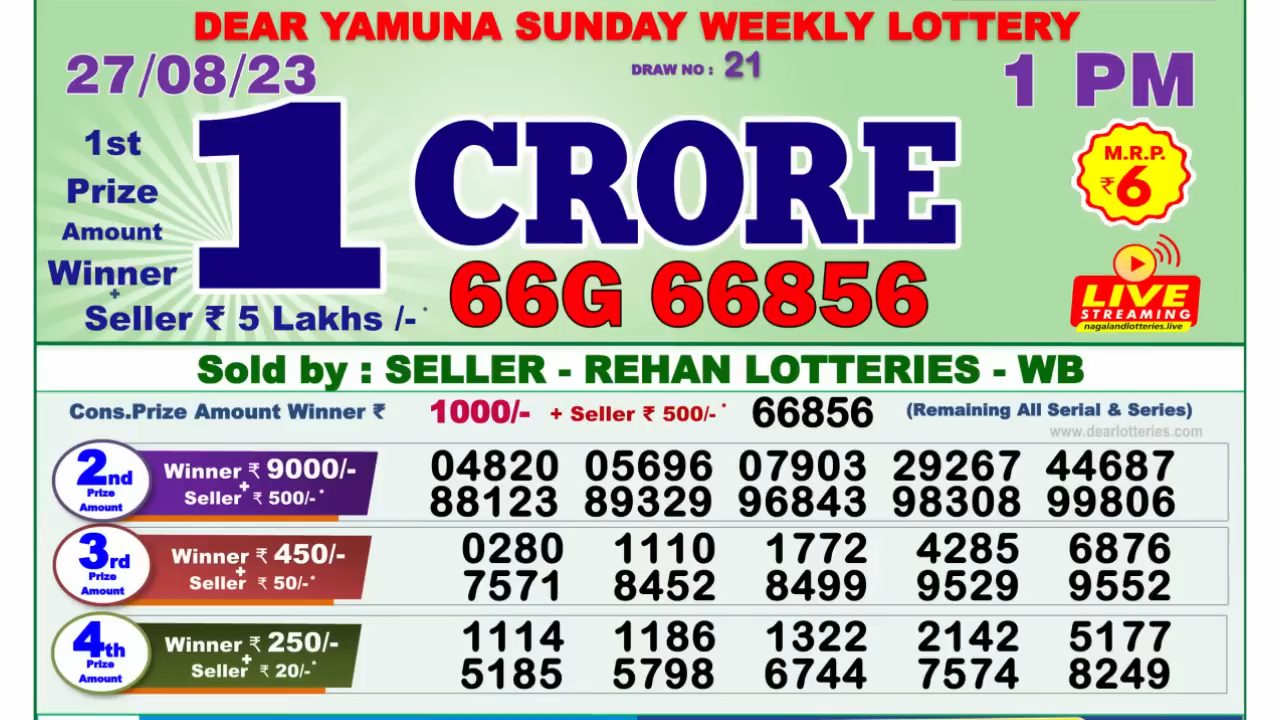 DEAR YAMUNA SUNDAY WEEKLY LOTTERY
27/08/23
DRAW NO : 21
1 PM
1st
Prize
Amount
Winner
+
Seller ₹ 5 Lakhs /-*
1 CRORE
66G 66856
M.R.P.
₹6
LIVE
STREAMING
nagalandlotteries.live
Sold by : SELLER - REHAN LOTTERIES - WB
Cons.Prize Amount Winner ₹ 1000/- + Seller ₹ 500/-* 66856 (Remaining All Serial & Series)
www.dearlotteries.com
2nd
Prize
Amount
Winner ₹ 9000/-
+
Seller ₹ 500/-*
04820 05696 07903 29267 44687
88123 89329 96843 98308 99806
3rd
Prize
Amount
Winner ₹ 450/-
+
Seller ₹ 50/-*
0280 1110 1772 4285 6876
7571 8452 8499 9529 9552
4th
Prize
Amount
Winner ₹ 250/-
+
Seller ₹ 20/-*
1114 1186 1322 2142 5177
5185 5798 6744 7574 8249